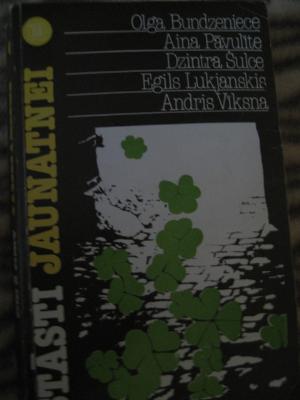 Olga Bundzeniece
Aina Pāvulīte
Dzintra Šulce
Egils Lukjanskis
Andris Vīksna
STĀSTI JAUNATNEI